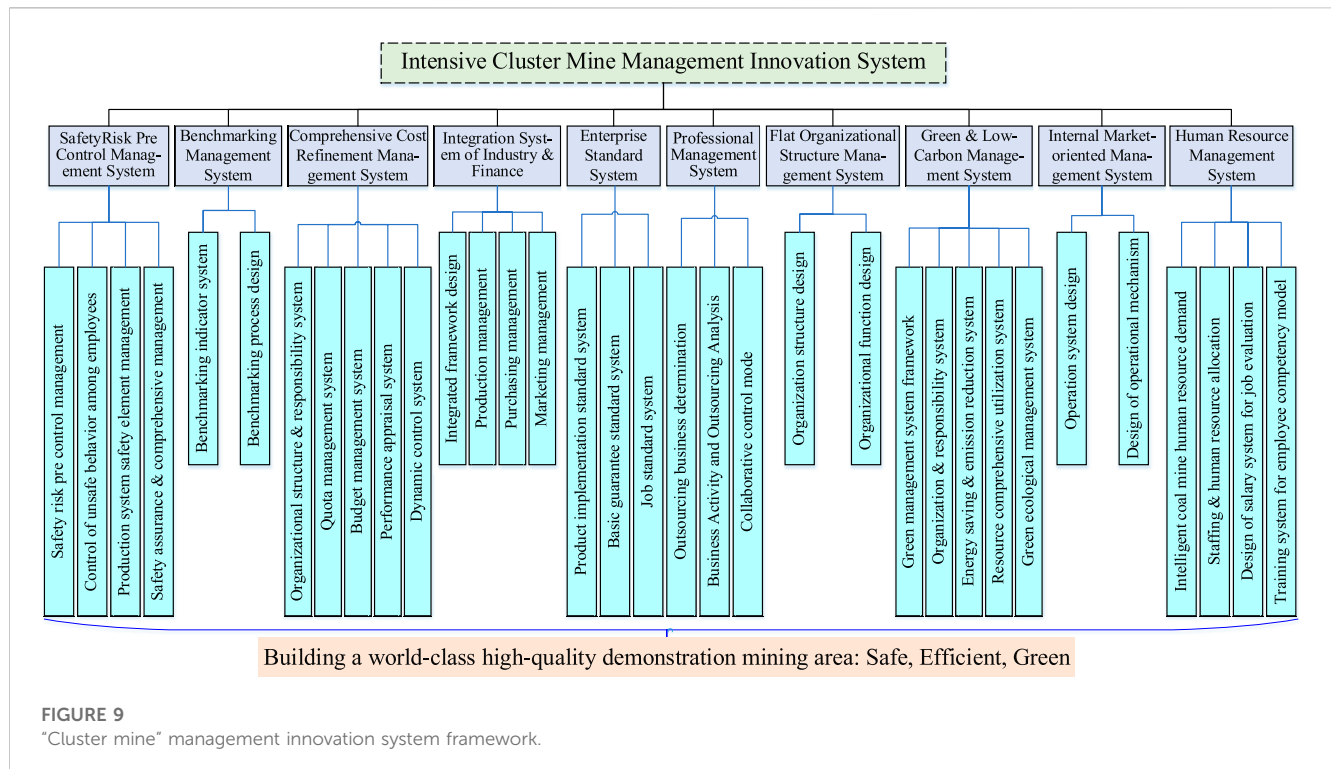 Intensive Cluster Mine Management Innovation System
SafetyRisk Pre
Control Manag-
ement System
Benchmarking
Management
System
Comprehensive Cost
Refinement Mana-
gement System
Integration Syst-
em of Industry &
Finance
Enterprise
Standard
System
Professional
Management
System
Flat Organizational
Structure Mana-
gement System
Green & Low-
Carbon Manage-
ment System
Internal Market-
oriented Mana-
gement System
Human Resource
Management
System
Safety risk pre control management
Control of unsafe behavior among employees
Production system safety element management
Safety assurance & comprehensive management
Benchmarking indicator system
Benchmarking process design
Organizational structure & responsibility system
Quota management system
Budget management system
Performance appraisal system
Dynamic control system
Integrated framework design
Production management
Purchasing management
Marketing management
Product implementation standard system
Basic guarantee standard system
Job standard system
Outsourcing business determination
Business Activity and Outsourcing Analysis
Collaborative control mode
Organization structure design
Organizational function design
Green management system framework
Organization & responsibility system
Energy saving & emission reduction system
Resource comprehensive utilization system
Green ecological management system
Operation system design
Design of operational mechanism
Intelligent coal mine human resource demand
Staffing & human resource allocation
Design of salary system for job evaluation
Training system for employee competency model
Building a world-class high-quality demonstration mining area: Safe, Efficient, Green
FIGURE 9
"Cluster mine" management innovation system framework.